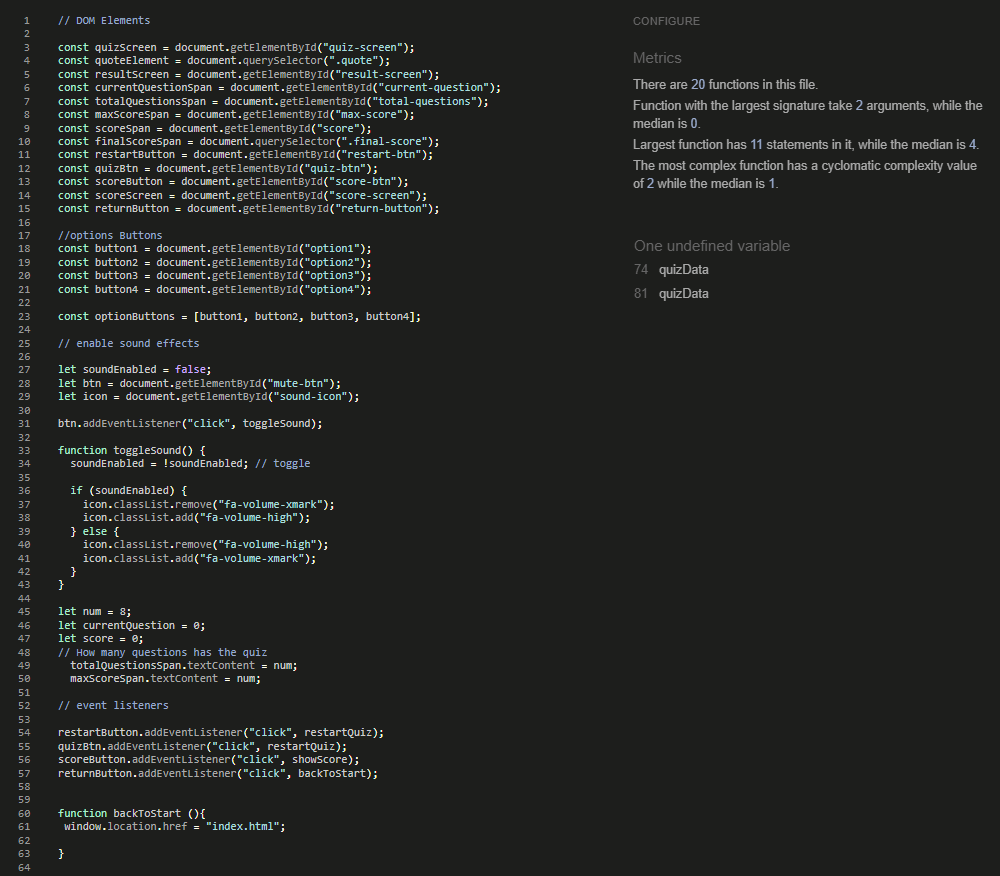 1 // DOM Elements
2
3 const quizScreen = document.getElementById("quiz-screen");
4 const quoteElement = document.querySelector(".quote");
5 const resultScreen = document.getElementById("result-screen");
6 const currentQuestionSpan = document.getElementById("current-question");
7 const totalQuestionsSpan = document.getElementById("total-questions");
8 const maxScoreSpan = document.getElementById("max-score");
9 const scoreSpan = document.getElementById("score");
10 const finalScoreSpan = document.querySelector(".final-score");
11 const restartButton = document.getElementById("restart-btn");
12 const quizBtn = document.getElementById("quiz-btn");
13 const scoreButton = document.getElementById("score-btn");
14 const scoreScreen = document.getElementById("score-screen");
15 const returnButton = document.getElementById("return-button");
16
17 //options Buttons
18 const button1 = document.getElementById("option1");
19 const button2 = document.getElementById("option2");
20 const button3 = document.getElementById("option3");
21 const button4 = document.getElementById("option4");
22
23 const optionButtons = [button1, button2, button3, button4];
24
25 // enable sound effects
26
27 let soundEnabled = false;
28 let btn = document.getElementById("mute-btn");
29 let icon = document.getElementById("sound-icon");
30
31 btn.addEventListener("click", toggleSound);
32
33 function toggleSound() {
34   soundEnabled = !soundEnabled; // toggle
35
36   if (soundEnabled) {
37     icon.classList.remove("fa-volume-xmark");
38     icon.classList.add("fa-volume-high");
39   } else {
40     icon.classList.remove("fa-volume-high");
41     icon.classList.add("fa-volume-xmark");
42   }
43 }
44
45 let num = 8;
46 let currentQuestion = 0;
47 let score = 0;
48 // How many questions has the quiz
49   totalQuestionsSpan.textContent = num;
50   maxScoreSpan.textContent = num;
51
52 // event listeners
53
54 restartButton.addEventListener("click", restartQuiz);
55 quizBtn.addEventListener("click", restartQuiz);
56 scoreButton.addEventListener("click", showScore);
57 returnButton.addEventListener("click", backToStart);
58
59
60 function backToStart (){
61  window.location.href = "index.html";
62
63 }
64
CONFIGURE
Metrics
There are 20 functions in this file.
Function with the largest signature take 2 arguments, while the
median is 0.
Largest function has 11 statements in it, while the median is 4.
The most complex function has a cyclomatic complexity value
of 2 while the median is 1.
One undefined variable
74 quizData
81 quizData